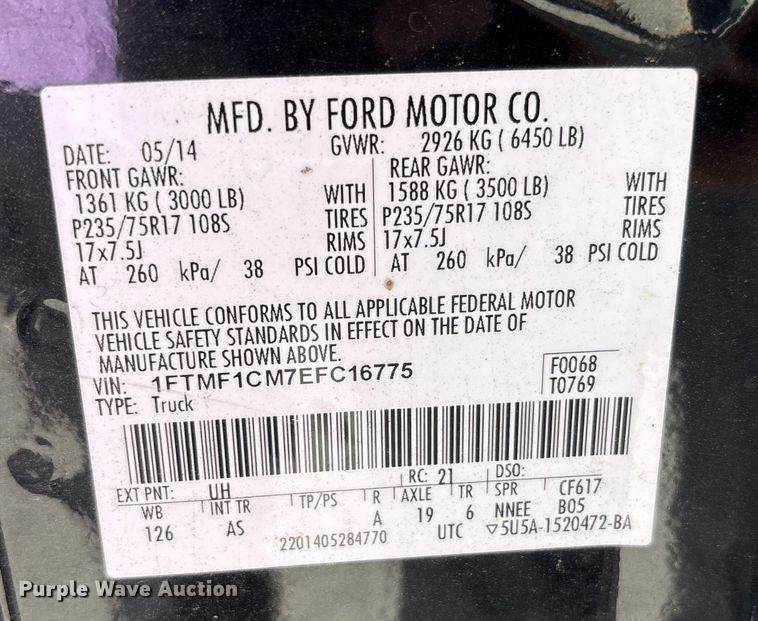 MFD. BY FORD MOTOR CO.
DATE: 05/14 GVWR: 2926 KG ( 6450 LB)
FRONT GAWR: REAR GAWR:
1361 KG ( 3000 LB) WITH 1588 KG ( 3500 LB) WITH
P235/75R17 108S TIRES P235/75R17 108S TIRES
17x7.5J RIMS 17x7.5J RIMS
AT 260 kPa/ 38 PSI COLD AT 260 kPa/ 38 PSI COLD
THIS VEHICLE CONFORMS TO ALL APPLICABLE FEDERAL MOTOR
VEHICLE SAFETY STANDARDS IN EFFECT ON THE DATE OF
MANUFACTURE SHOWN ABOVE.
VIN: 1FTMF1CM7EFC16775 F0068
TYPE: Truck T0769
EXT PNT: UH RC: 21 DSO:
WB INT TR TP/PS R AXLE TR SPR CF617
126 AS A 19 6 NNEE B05
2201405284770 UTC ▽5U5A-1520472-BA
Purple Wave Auction